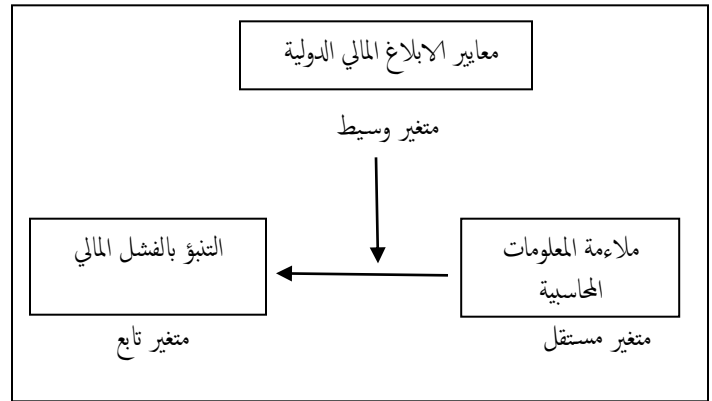 معايير الابلاغ المالي الدولية
متغير وسيط
ملاءمة المعلومات
المحاسبية
متغير مستقل
التنبؤ بالفشل المالي
متغير تابع